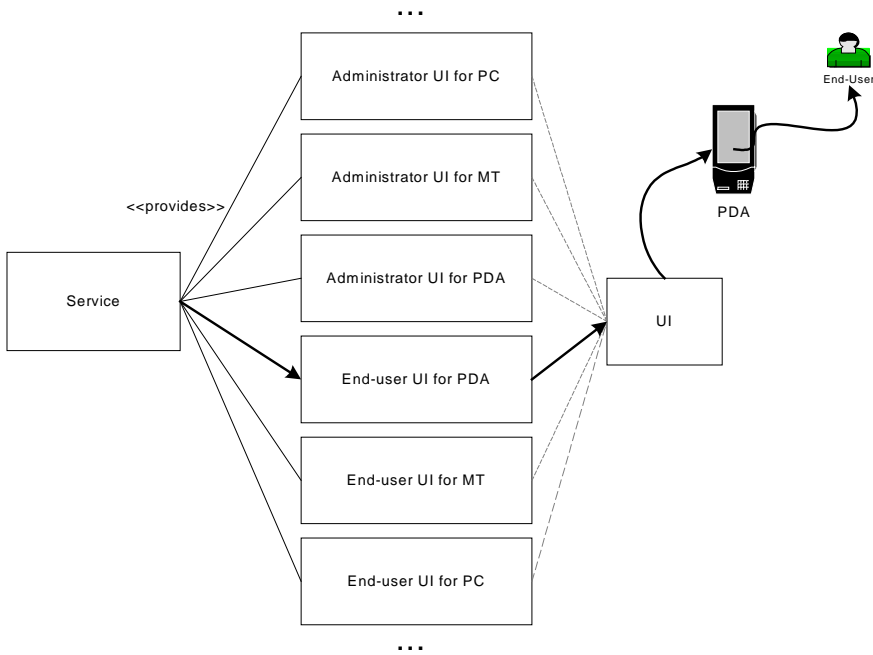 ...
Administrator UI for PC
End-User
Administrator UI for MT
<<provides>>
PDA
Administrator UI for PDA
Service
UI
End-user UI for PDA
End-user UI for MT
End-user UI for PC
...